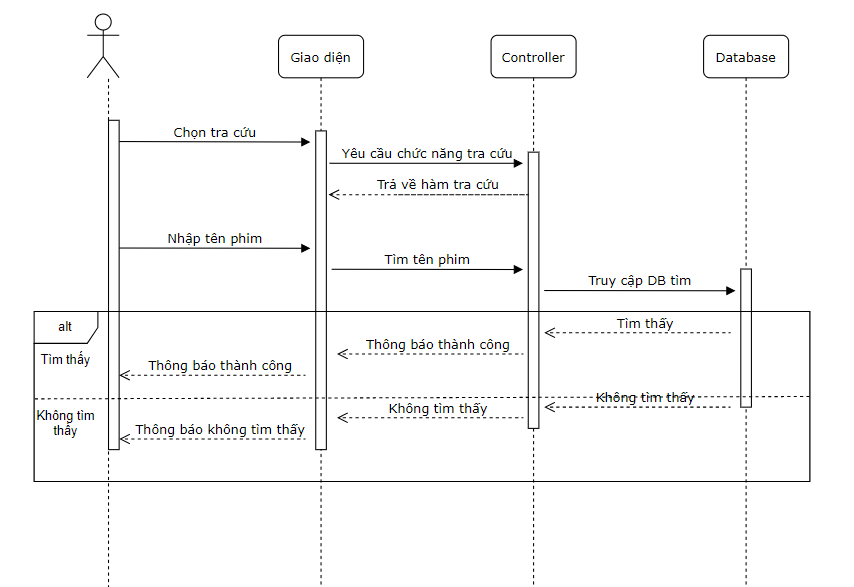 Giao diện
Controller
Database
Chọn tra cứu
Yêu cầu chức năng tra cứu
Trả về hàm tra cứu
Nhập tên phim
Tìm tên phim
Truy cập DB tìm
alt
Tìm thấy
Thông báo thành công
Tìm thấy
Thông báo thành công
Không tìm thấy
Không tìm
thấy
Không tìm thấy
Thông báo không tìm thấy